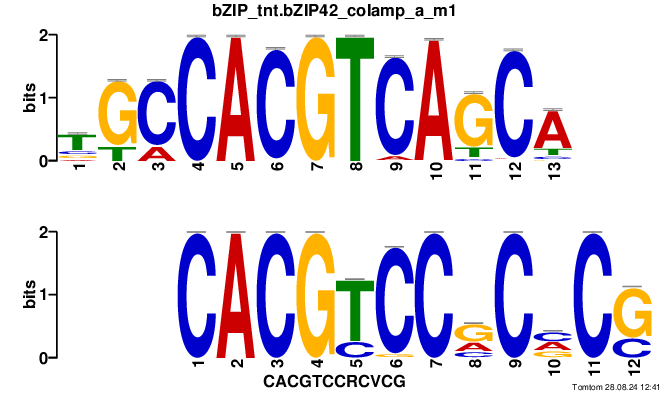 bZIP_tnt.bZIP42_colamp_a_m1
bits
2
1
0
T G C C A C G T C A G C A
T A A T T
1 2 3 4 5 6 7 8 9 10 11 12 13
bits
2
1
0
C A C G T C C G C C C G
C G A A C
C G
1 2 3 4 5 6 7 8 9 10 11 12
CACGTCCRCVCG
Tomtom 28.08.24 12:41